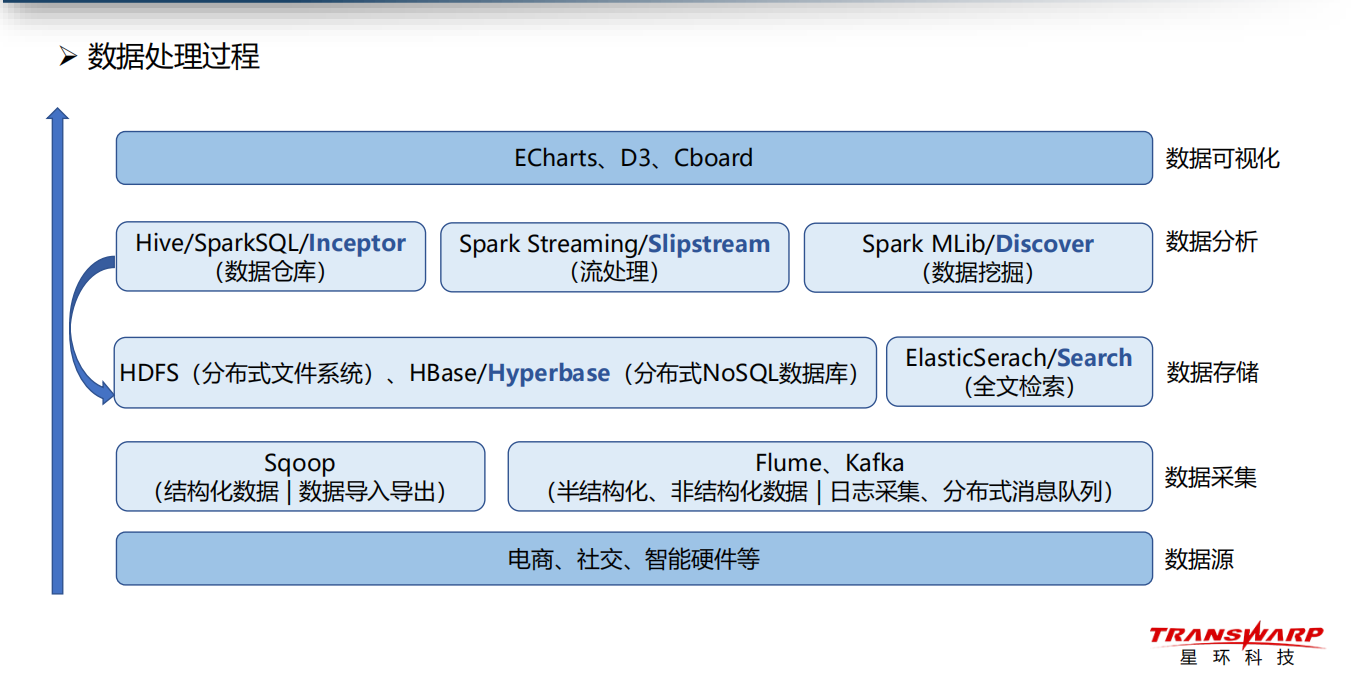 数据处理过程
ECharts、D3、Cboard
数据可视化
Hive/SparkSQL/Inceptor
（数据仓库）
Spark Streaming/Slipstream
（流处理）
Spark MLib/Discover
（数据挖掘）
数据分析
HDFS（分布式文件系统）、HBase/Hyperbase（分布式NoSQL数据库）
ElasticSerach/Search
（全文检索）
数据存储
Sqoop
（结构化数据 | 数据导入导出）
Flume、Kafka
（半结构化、非结构化数据 | 日志采集、分布式消息队列）
数据采集
电商、社交、智能硬件等
数据源
TRANSWARP
星环科技